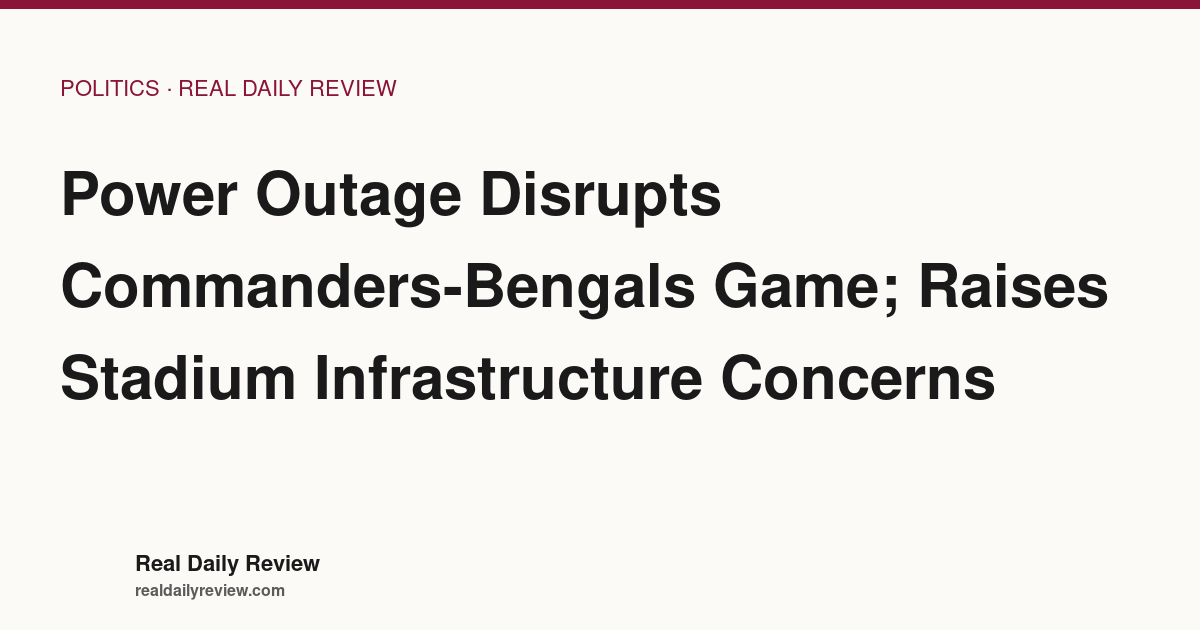 POLITICS · REAL DAILY REVIEW
Power Outage Disrupts
Commanders-Bengals Game; Raises
Stadium Infrastructure Concerns
Real Daily Review
realdailyreview.com